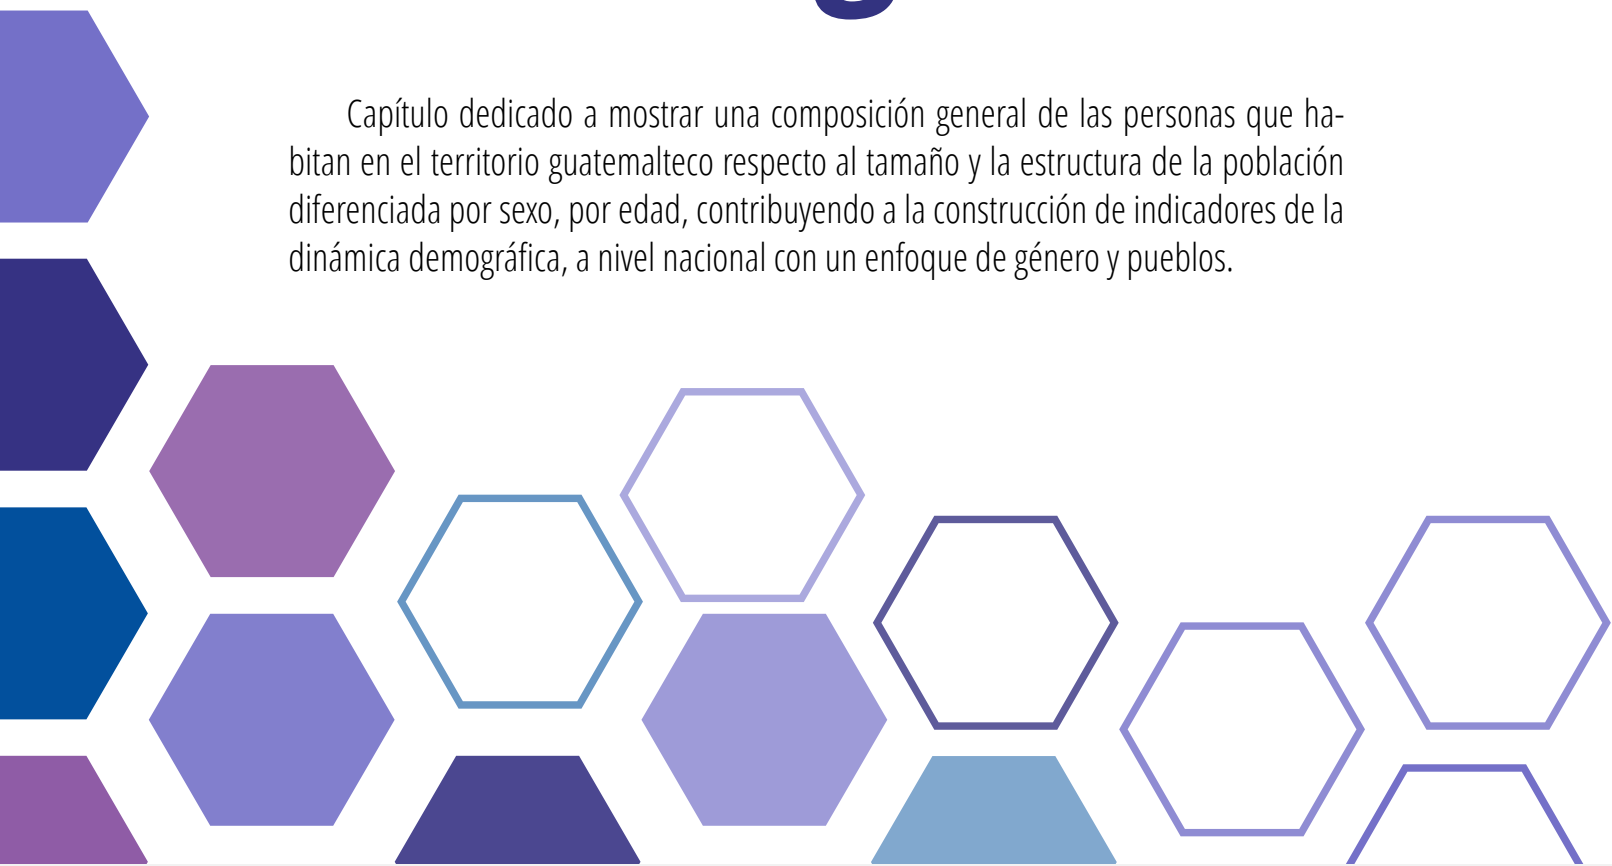 Capítulo dedicado a mostrar una composición general de las personas que ha-
bitan en el territorio guatemalteco respecto al tamaño y la estructura de la población
diferenciada por sexo, por edad, contribuyendo a la construcción de indicadores de la
dinámica demográfica, a nivel nacional con un enfoque de género y pueblos.